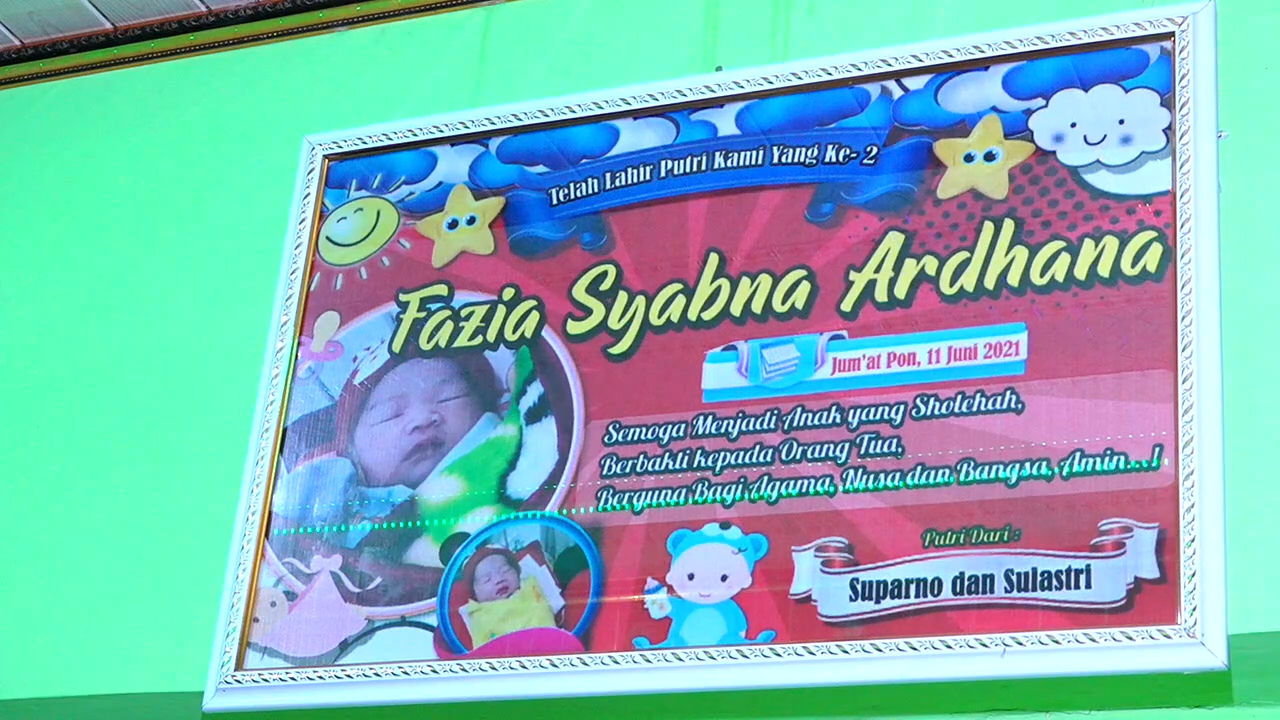 Telah Lahir Putri Kami Yang Ke- 2
Fazia Syabna Ardhana
Jum'at Pon, 11 Juni 2021
Semoga Menjadi Anak yang Sholehah,
Berbakti kepada Orang Tua,
Berguna Bagi Agama, Nusa dan Bangsa, Amin...!
Putri Dari :
Suparno dan Sulastri